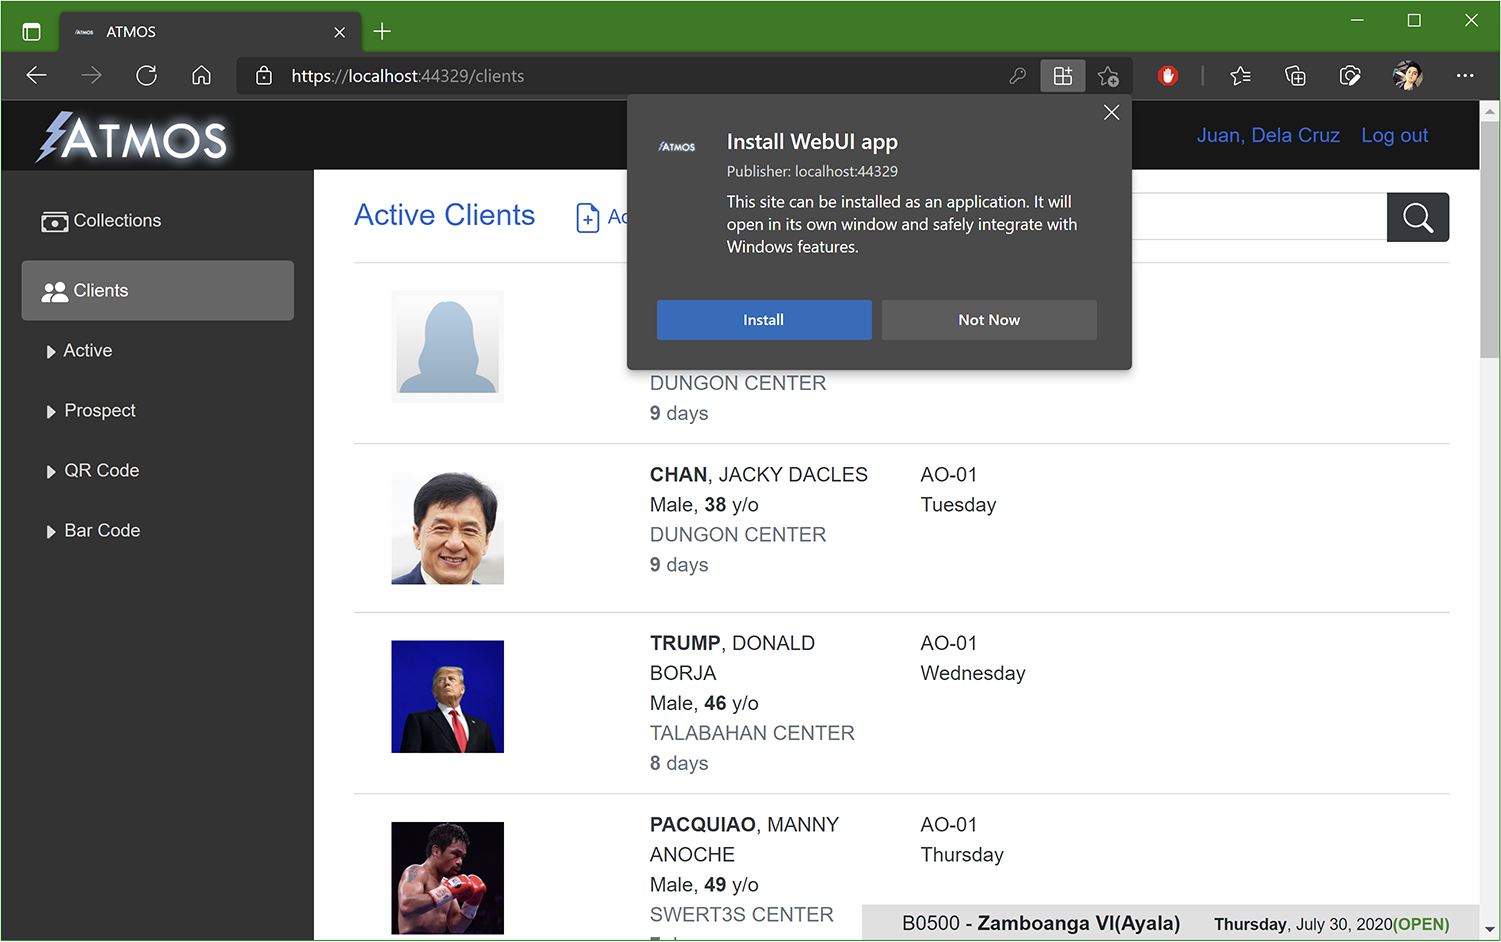 ATMOS
ATMOS
https://localhost:44329/clients
ATMOS
Juan, Dela Cruz
Log out
ATMOS
Install WebUI app
Publisher: localhost:44329
This site can be installed as an application. It will
open in its own window and safely integrate with
Windows features.
Install
Not Now
Collections
Clients
Active
Prospect
QR Code
Bar Code
Active Clients
DUNGON CENTER
9 days
CHAN, JACKY DACLES
AO-01
Male, 38 y/o
Tuesday
DUNGON CENTER
9 days
TRUMP, DONALD
AO-01
BORJA
Wednesday
Male, 46 y/o
TALABAHAN CENTER
8 days
PACQUIAO, MANNY
AO-01
ANOCHE
Thursday
Male, 49 y/o
SWERT3S CENTER
B0500 - Zamboanga VI(Ayala)
Thursday, July 30, 2020(OPEN)